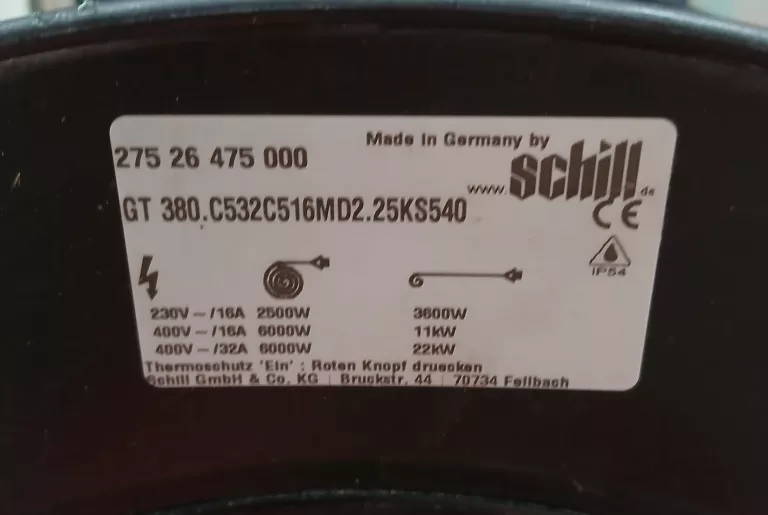 Made in Germany by
275 26 475 000
www.schill.de
GT 380.C532C516MD2.25KS540
CE
IP54
230V~/16A 2500W 3600W
400V~/16A 6000W 11kW
400V~/32A 6000W 22kW
Thermoschutz 'Ein' : Roten Knopf druecken
Schill GmbH & Co. KG | Bruckstr. 44 | 70734 Fellbach